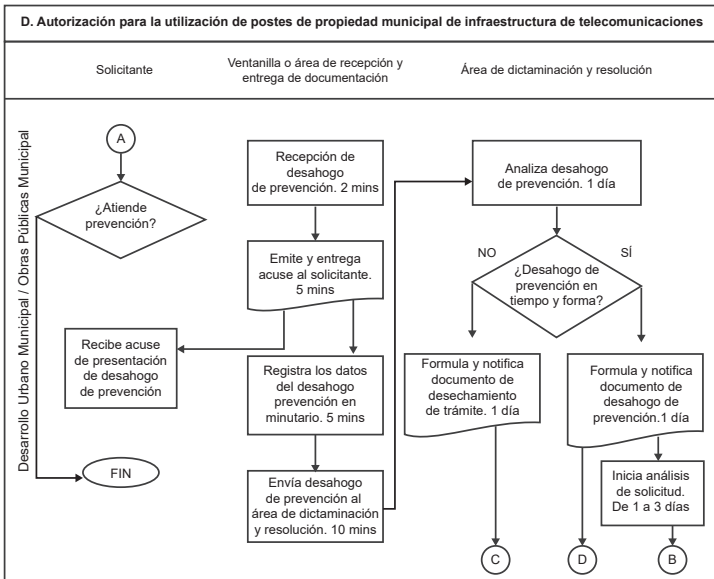 D. Autorización para la utilización de postes de propiedad municipal de infraestructura de telecomunicaciones
Solicitante
Ventanilla o área de recepción y
entrega de documentación
Área de dictaminación y resolución
Desarrollo Urbano Municipal / Obras Públicas Municipal
A
¿Atiende
prevención?
Recibe acuse
de presentación
de desahogo
de prevención
FIN
Recepción de
desahogo
de prevención. 2 mins
Emite y entrega
acuse al solicitante.
5 mins
Registra los datos
del desahogo
prevención en
minutario. 5 mins
Envía desahogo
de prevención al
área de dictaminación
y resolución. 10 mins
Analiza desahogo
de prevención. 1 día
NO
SÍ
¿Desahogo de
prevención en
tiempo y forma?
Formula y notifica
documento de
desechamiento
de trámite. 1 día
Formula y notifica
documento de
desahogo de
prevención.1 día
Inicia análisis
de solicitud.
De 1 a 3 días
C
D
B